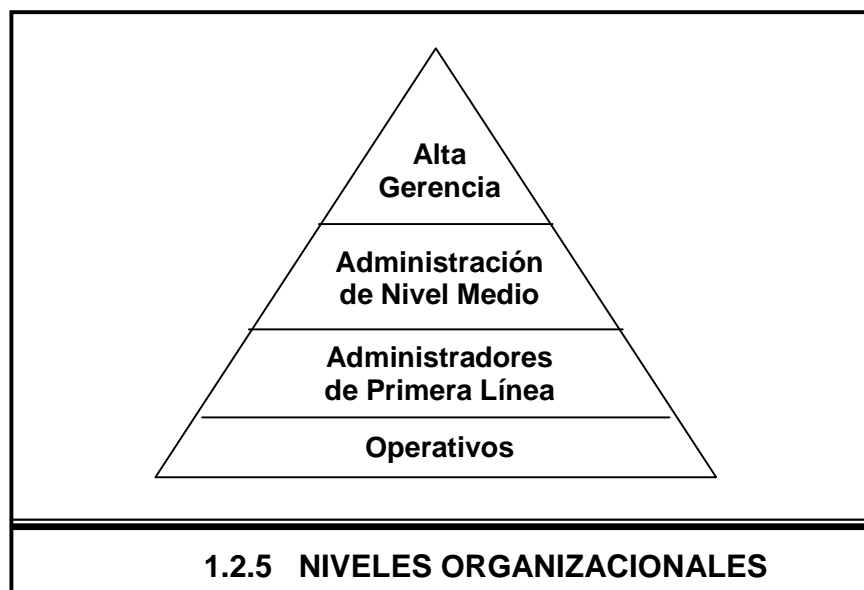 Alta
Gerencia
Administración
de Nivel Medio
Administradores
de Primera Línea
Operativos
1.2.5 NIVELES ORGANIZACIONALES